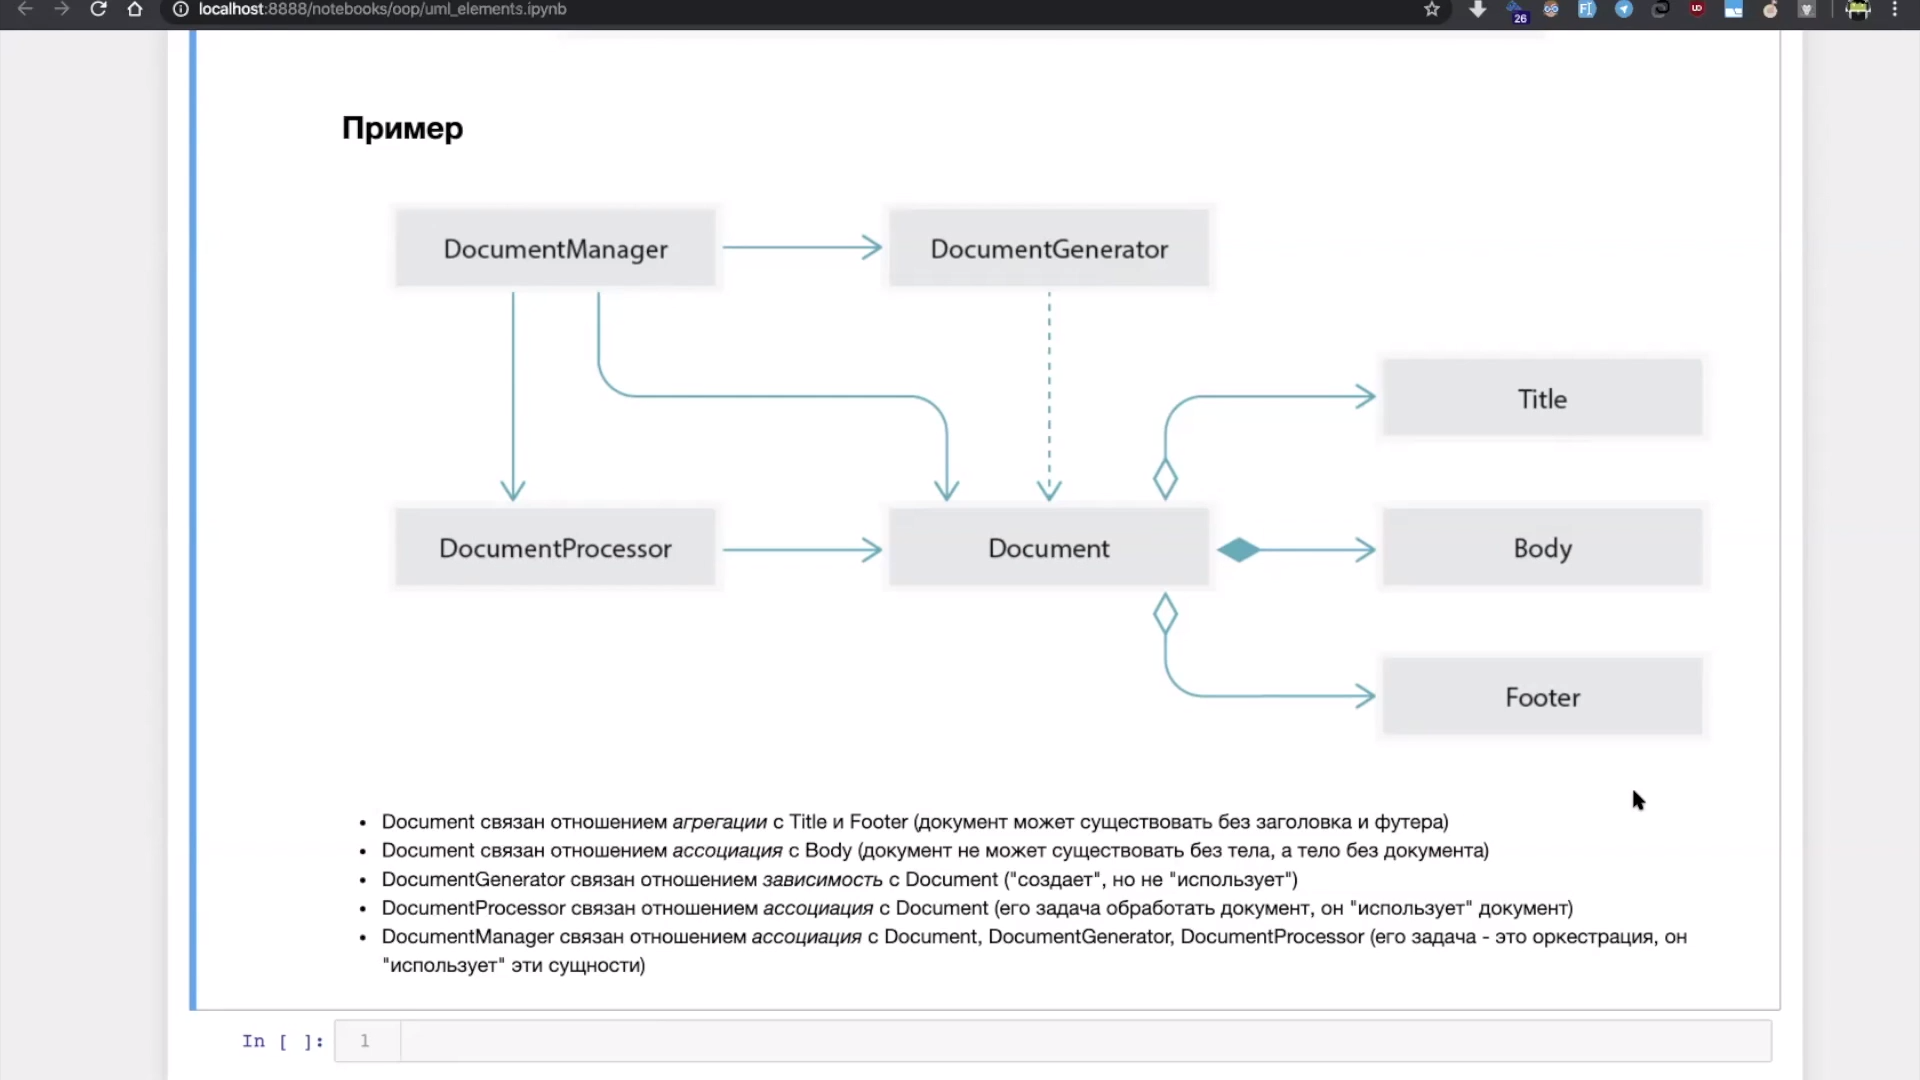 localhost:8888/notebooks/oop/uml_elements.ipynb
26
UD
Пример
DocumentManager
DocumentGenerator
Title
DocumentProcessor
Document
Body
Footer
• Document связан отношением агрегации с Title и Footer (документ может существовать без заголовка и футера)
• Document связан отношением ассоциация с Body (документ не может существовать без тела, а тело без документа)
• DocumentGenerator связан отношением зависимость с Document ("создает", но не "использует")
• DocumentProcessor связан отношением ассоциация с Document (его задача обработать документ, он "использует" документ)
• DocumentManager связан отношением ассоциация с Document, DocumentGenerator, DocumentProcessor (его задача - это оркестрация, он
"использует" эти сущности)
In [ ]: 1